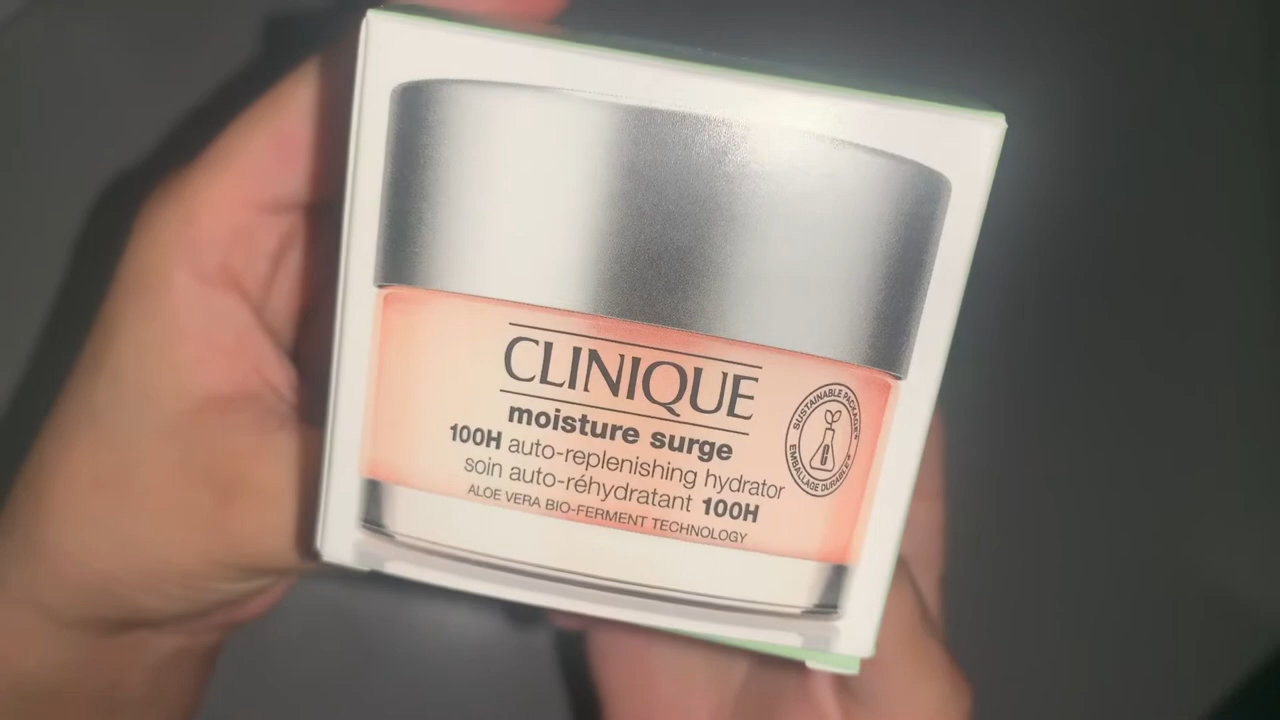 CLINIQUE
moisture surge
100H auto-replenishing hydrator
soin auto-réhydratant 100H
ALOE VERA BIO-FERMENT TECHNOLOGY
SUSTAINABLE PACKAGING
EMBALLAGE DURABLE